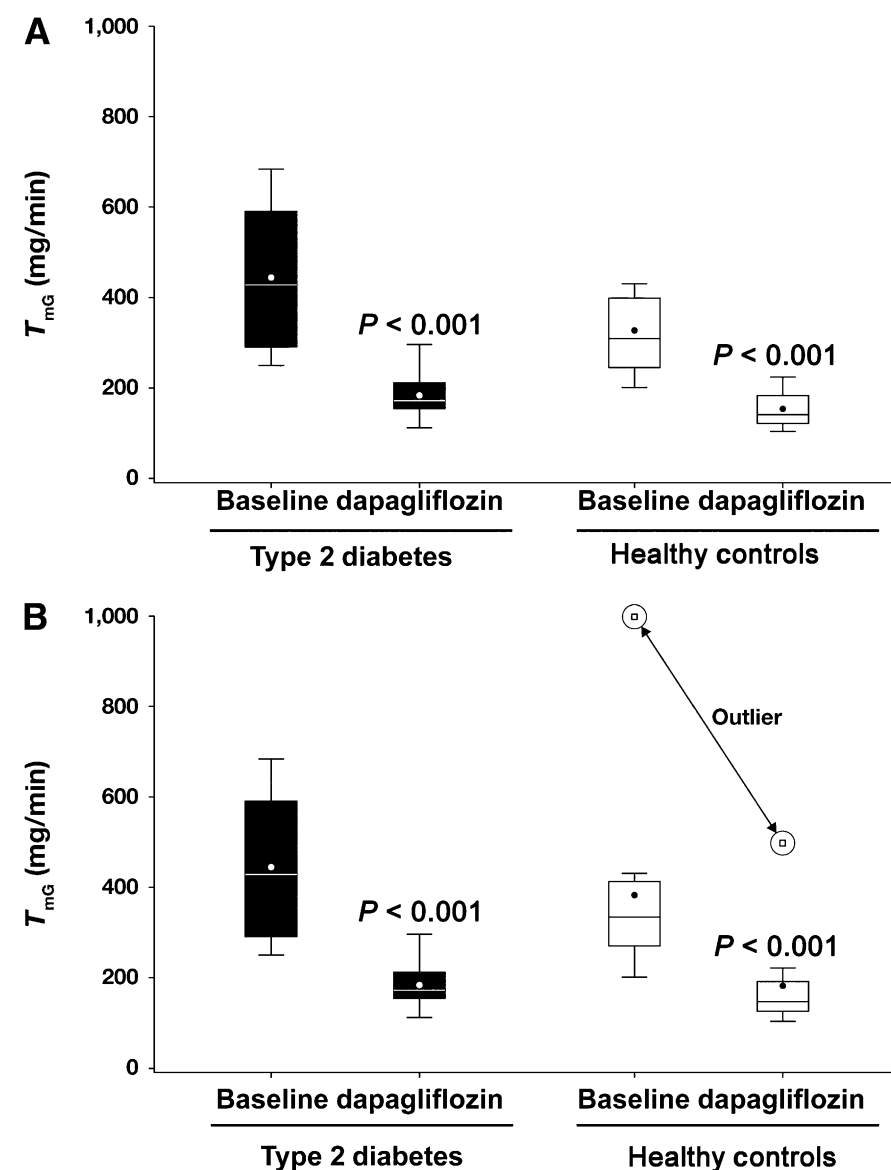 A
1,000
800
600
400
200
0
T mG (mg/min)
P < 0.001
P < 0.001
Baseline dapagliflozin Baseline dapagliflozin
Type 2 diabetes Healthy controls
B
1,000
800
600
400
200
0
T mG (mg/min)
Outlier
P < 0.001
P < 0.001
Baseline dapagliflozin Baseline dapagliflozin
Type 2 diabetes Healthy controls